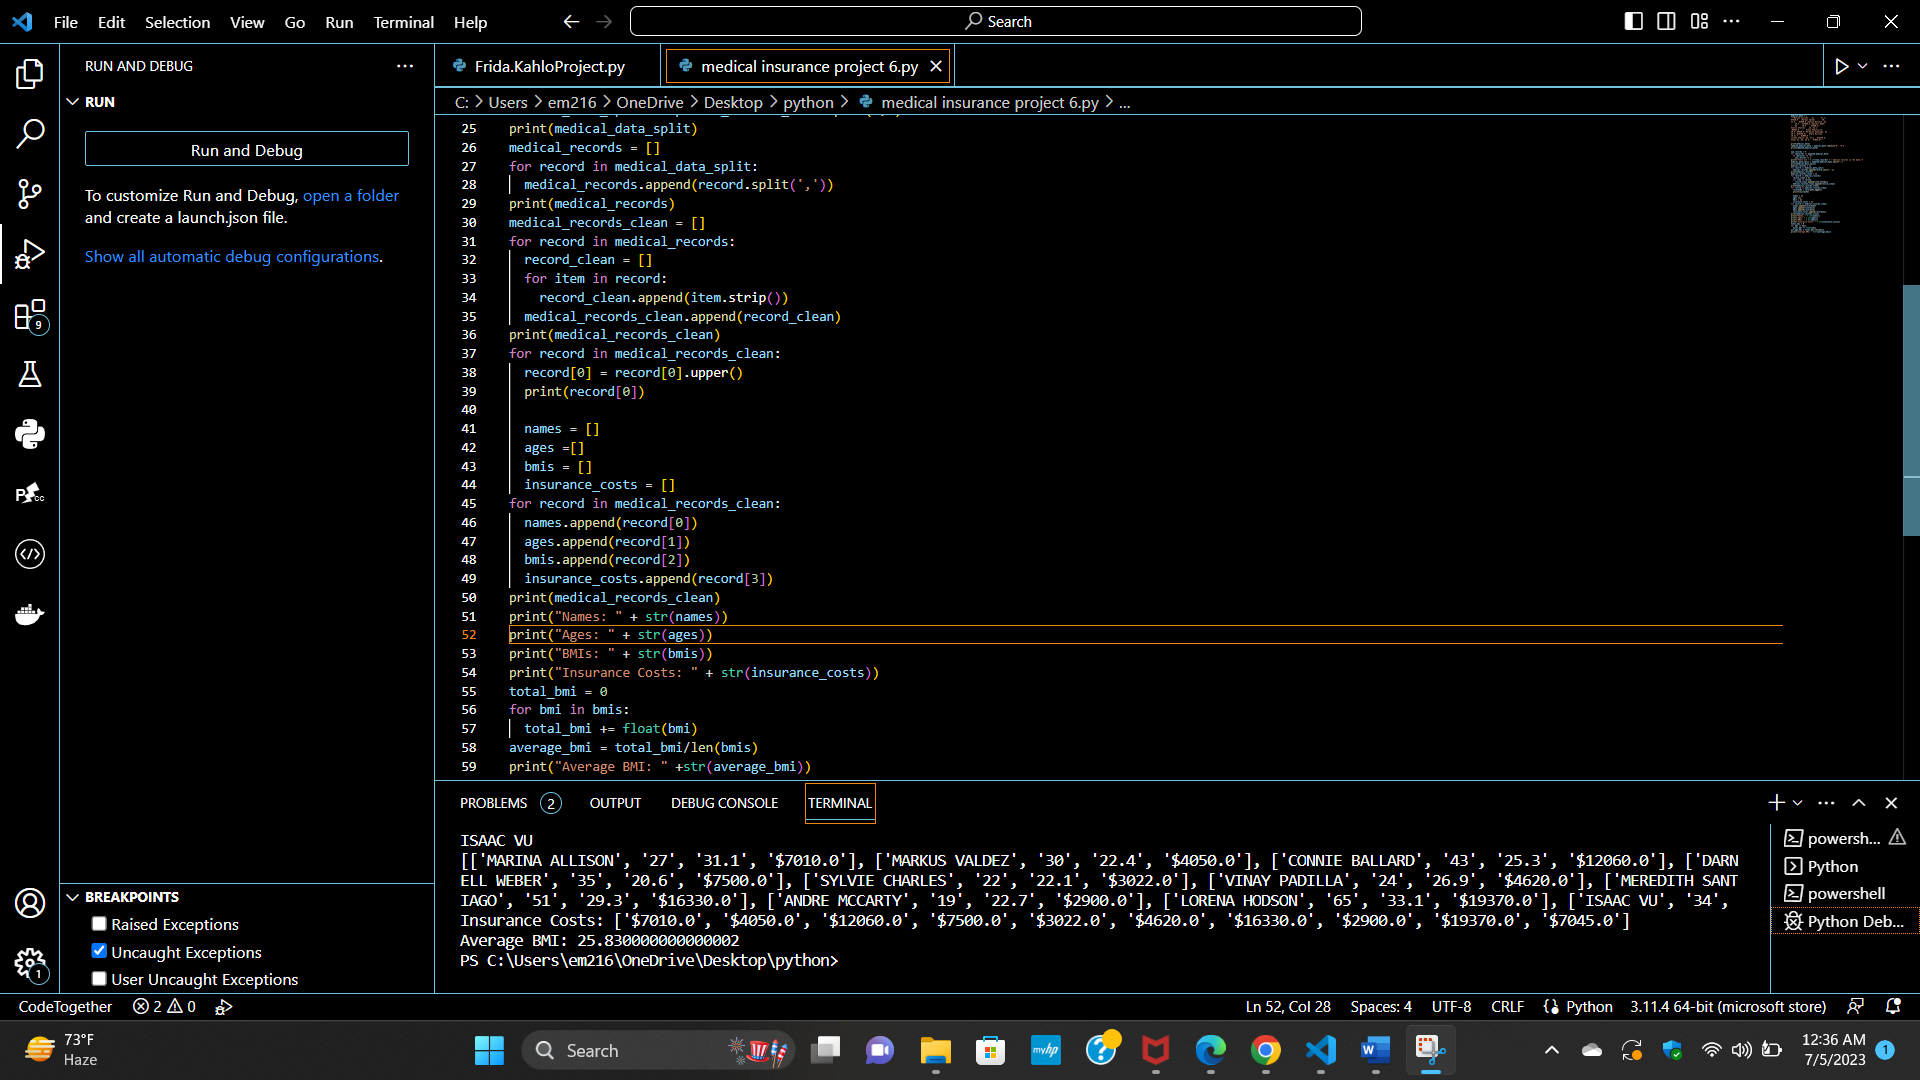 File Edit Selection View Go Run Terminal Help
Search
RUN AND DEBUG
RUN
Run and Debug
To customize Run and Debug, open a folder
and create a launch.json file.
Show all automatic debug configurations.
9
BREAKPOINTS
Raised Exceptions
Uncaught Exceptions
User Uncaught Exceptions
1
Frida.KahloProject.py
medical insurance project 6.py
C: > Users > em216 > OneDrive > Desktop > python > medical insurance project 6.py > ...
25 print(medical_data_split)
26 medical_records = []
27 for record in medical_data_split:
28 medical_records.append(record.split(','))
29 print(medical_records)
30 medical_records_clean = []
31 for record in medical_records:
32 record_clean = []
33 for item in record:
34 record_clean.append(item.strip())
35 medical_records_clean.append(record_clean)
36 print(medical_records_clean)
37 for record in medical_records_clean:
38 record[0] = record[0].upper()
39 print(record[0])
40
41 names = []
42 ages =[]
43 bmis = []
44 insurance_costs = []
45 for record in medical_records_clean:
46 names.append(record[0])
47 ages.append(record[1])
48 bmis.append(record[2])
49 insurance_costs.append(record[3])
50 print(medical_records_clean)
51 print("Names: " + str(names))
52 print("Ages: " + str(ages))
53 print("BMIs: " + str(bmis))
54 print("Insurance Costs: " + str(insurance_costs))
55 total_bmi = 0
56 for bmi in bmis:
57 total_bmi += float(bmi)
58 average_bmi = total_bmi/len(bmis)
59 print("Average BMI: " +str(average_bmi))
PROBLEMS 2 OUTPUT DEBUG CONSOLE TERMINAL
ISAAC VU
[['MARINA ALLISON', '27', '31.1', '$7010.0'], ['MARKUS VALDEZ', '30', '22.4', '$4050.0'], ['CONNIE BALLARD', '43', '25.3', '$12060.0'], ['DARN
ELL WEBER', '35', '20.6', '$7500.0'], ['SYLVIE CHARLES', '22', '22.1', '$3022.0'], ['VINAY PADILLA', '24', '26.9', '$4620.0'], ['MEREDITH SANT
IAGO', '51', '29.3', '$16330.0'], ['ANDRE MCCARTY', '19', '22.7', '$2900.0'], ['LORENA HODSON', '65', '33.1', '$19370.0'], ['ISAAC VU', '34',
Insurance Costs: ['$7010.0', '$4050.0', '$12060.0', '$7500.0', '$3022.0', '$4620.0', '$16330.0', '$2900.0', '$19370.0', '$7045.0']
Average BMI: 25.830000000000002
PS C:\Users\em216\OneDrive\Desktop\python>
powersh...
Python
powershell
Python Deb...
CodeTogether 2 0 Ln 52, Col 28 Spaces: 4 UTF-8 CRLF Python 3.11.4 64-bit (microsoft store)
73°F
Haze
Search
myhp
12:36 AM
7/5/2023
1